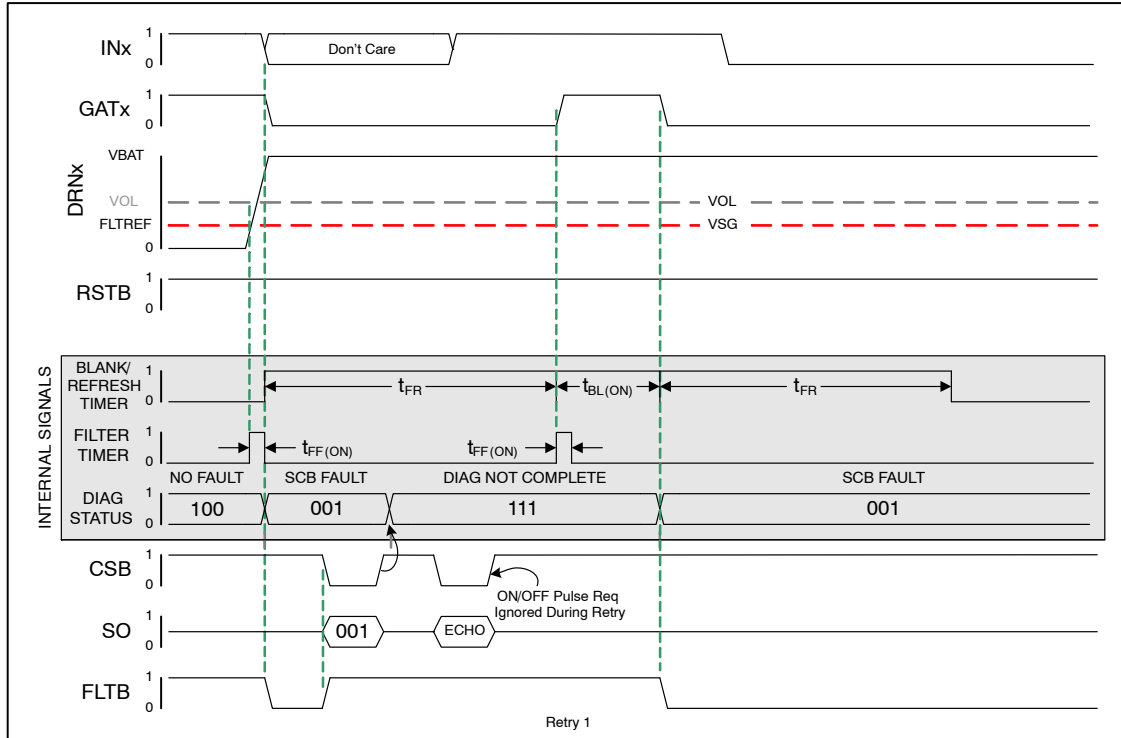 INx
1
0
Don't Care
GATx
1
0
DRNx
VBAT
VOL
FLTREF
0
VOL
VSG
RSTB
1
0
INTERNAL SIGNALS
BLANK/
REFRESH
TIMER
1
0
tFR
tBL(ON)
tFR
FILTER
TIMER
1
0
tFF(ON)
tFF(ON)
NO FAULT
SCB FAULT
DIAG NOT COMPLETE
SCB FAULT
DIAG
STATUS
1
0
100
001
111
001
CSB
1
0
ON/OFF Pulse Req
Ignored During Retry
SO
1
0
001
ECHO
FLTB
1
0
Retry 1